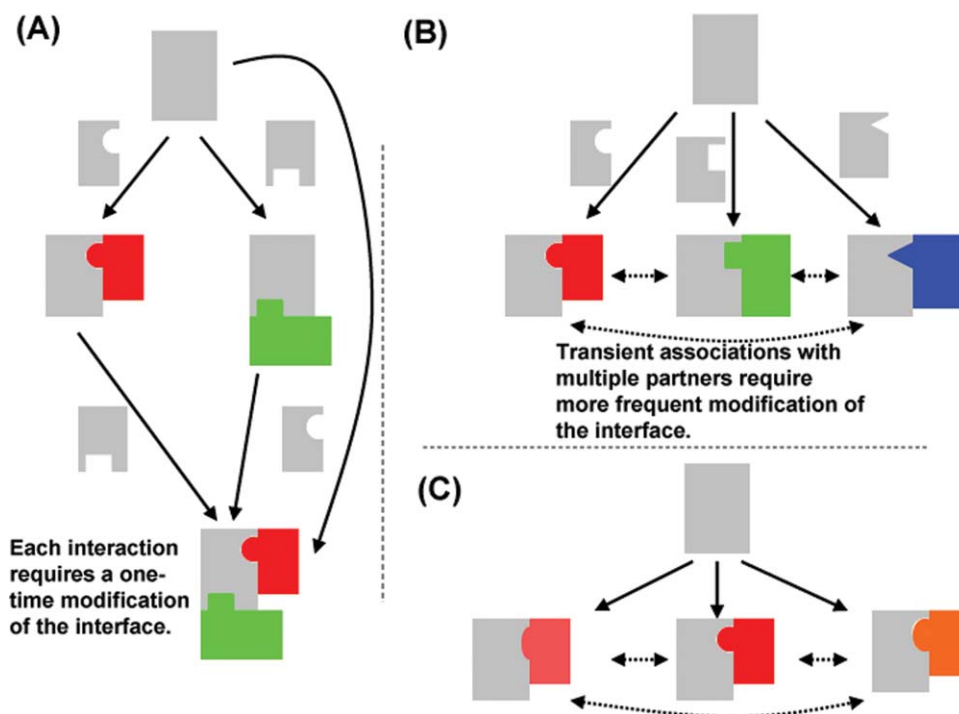 (A)
Each interaction
requires a one-
time modification
of the interface.
(B)
Transient associations with
multiple partners require
more frequent modification of
the interface.
(C)